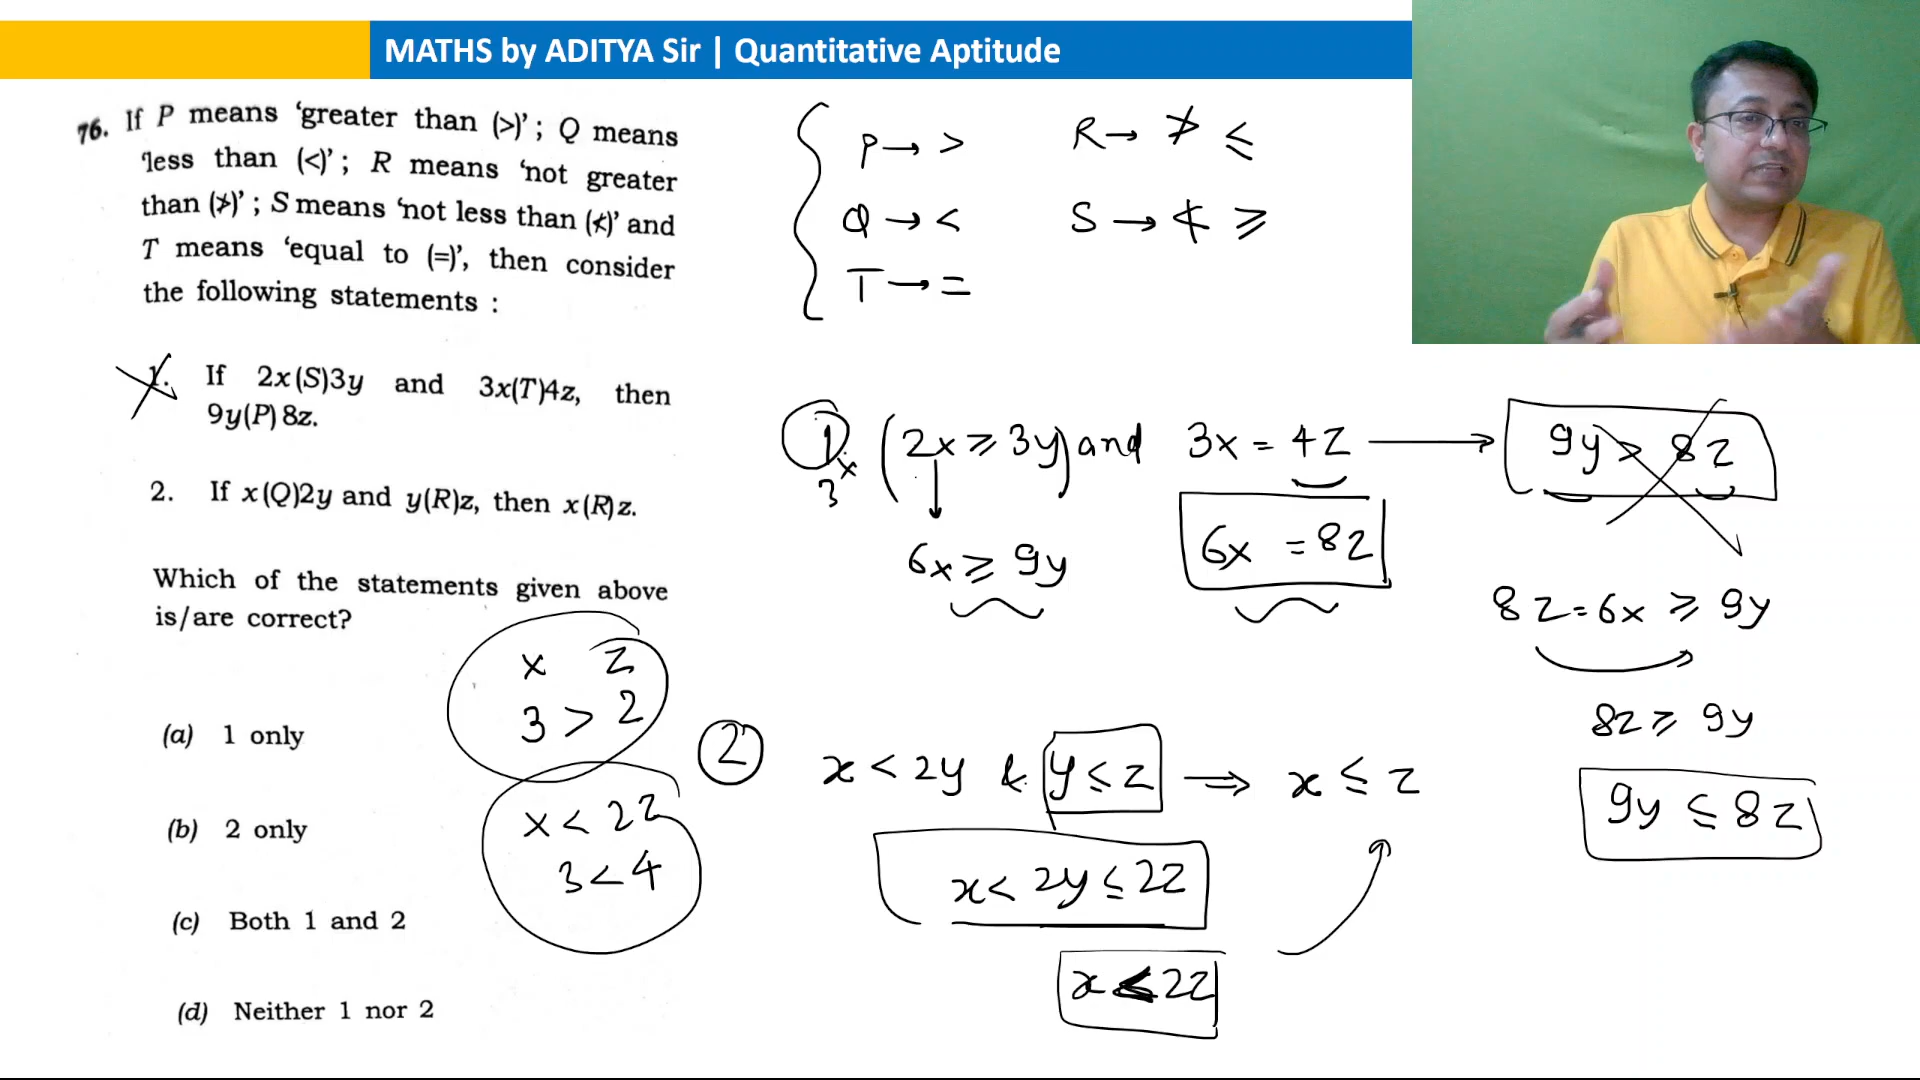 MATHS by ADITYA Sir | Quantitative Aptitude
76. If P means ‘greater than (>)’ ; Q means
‘less than (<)’ ; R means ‘not greater
than (≯)’ ; S means ‘not less than (≮)’ and
T means ‘equal to (=)’, then consider
the following statements :
1. If 2x(S)3y and 3x(T)4z, then
9y(P) 8z.
2. If x(Q)2y and y(R)z, then x(R)z.
Which of the statements given above
is/are correct?
(a) 1 only
(b) 2 only
(c) Both 1 and 2
(d) Neither 1 nor 2
x z
3 > 2
x < 2z
3 < 4
P → > R → ≯ ≤
Q → < S → ≮ ≥
T → =
1 (2x ≥ 3y) and 3x = 4z → 9y > 8z
x3
6x ≥ 9y 6x = 8z
8z = 6x ≥ 9y
8z ≥ 9y
9y ≤ 8z
2 x < 2y & y ≤ z ⇒ x ≤ z
x < 2y ≤ 2z
x < 2z